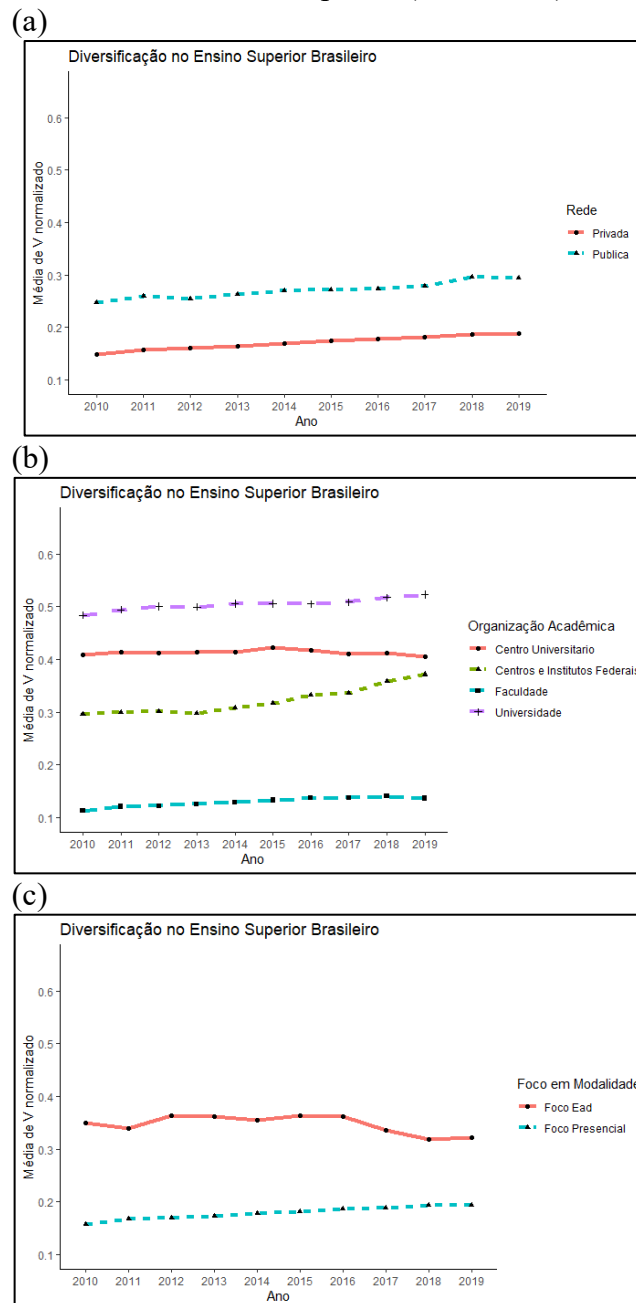 (a)
Diversificação no Ensino Superior Brasileiro
Média de V normalizado
0.6
0.5
0.4
0.3
0.2
0.1
2010 2011 2012 2013 2014 2015 2016 2017 2018 2019
Ano
Rede
Privada
Publica
(b)
Diversificação no Ensino Superior Brasileiro
Média de V normalizado
0.6
0.5
0.4
0.3
0.2
0.1
2010 2011 2012 2013 2014 2015 2016 2017 2018 2019
Ano
Organização Acadêmica
Centro Universitario
Centros e Institutos Federais
Faculdade
Universidade
(c)
Diversificação no Ensino Superior Brasileiro
Média de V normalizado
0.6
0.5
0.4
0.3
0.2
0.1
2010 2011 2012 2013 2014 2015 2016 2017 2018 2019
Ano
Foco em Modalidade
Foco Ead
Foco Presencial